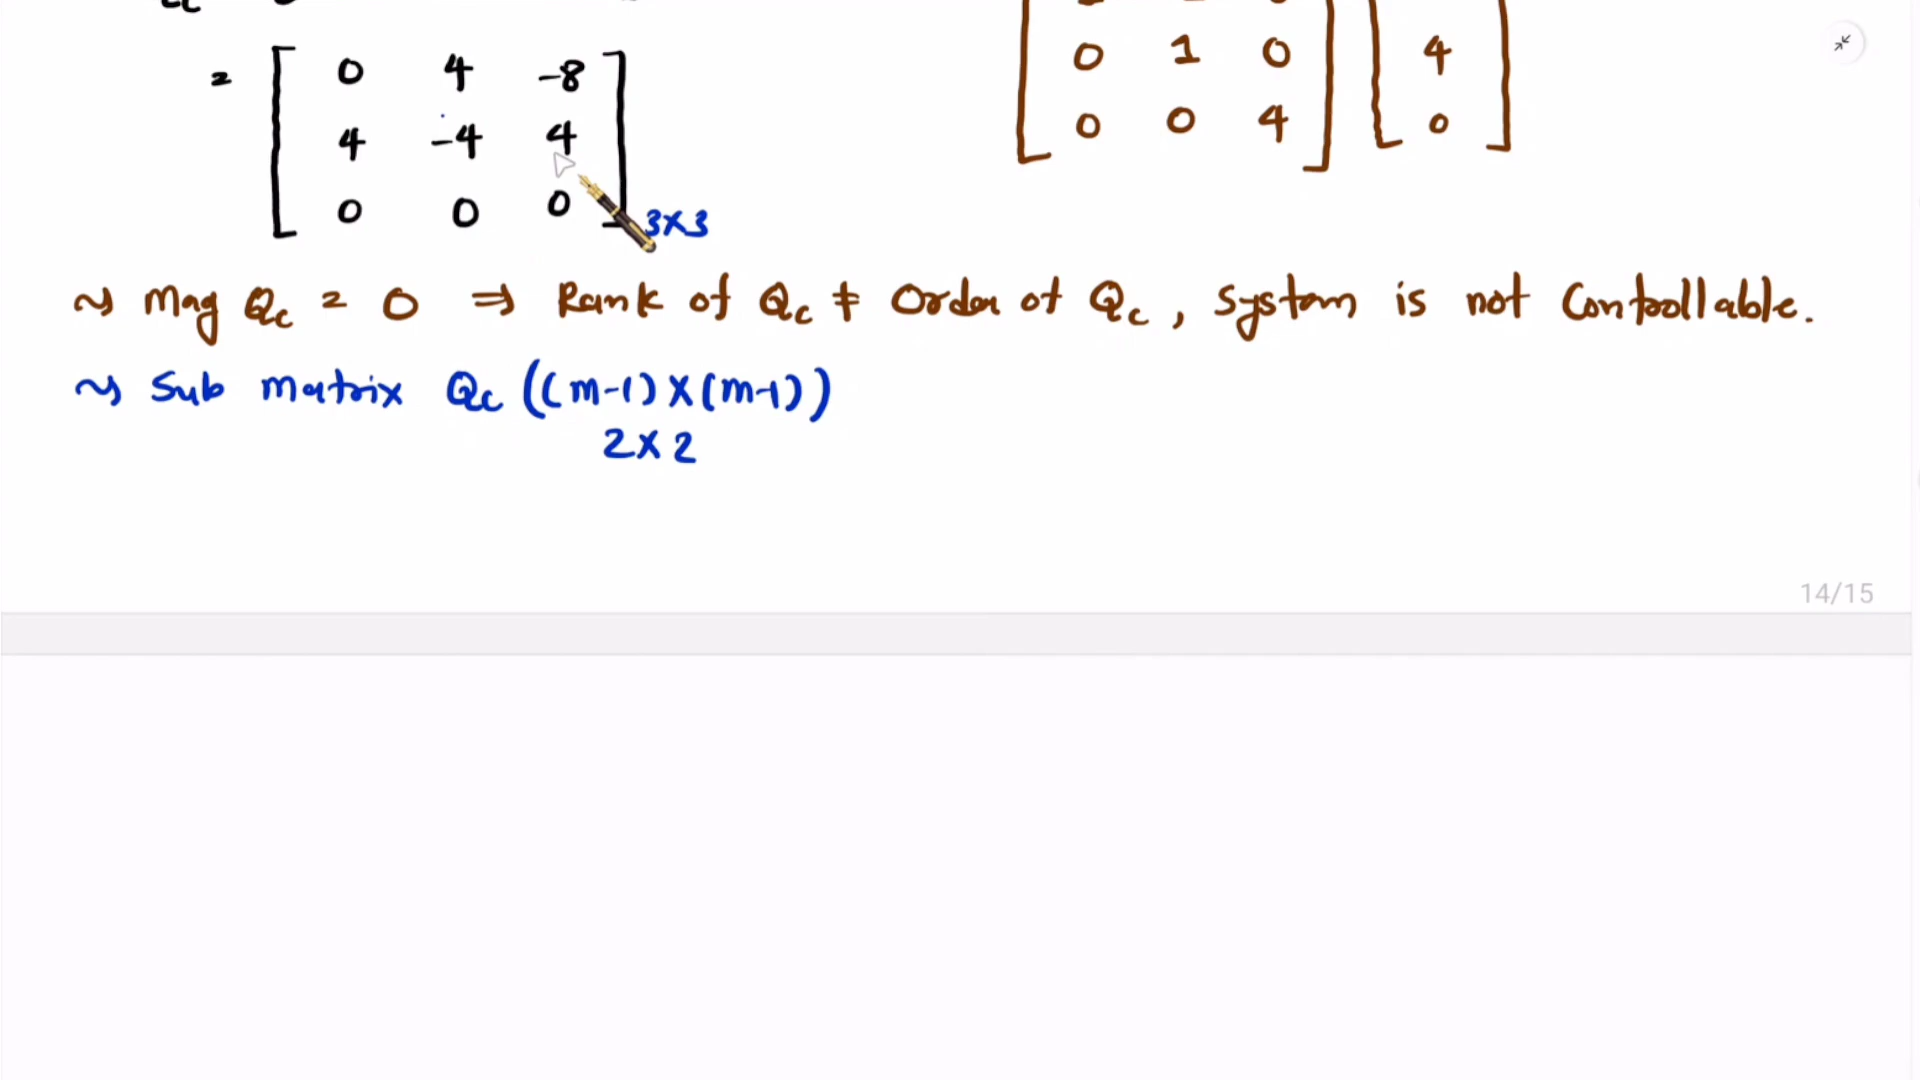 = [ 0 4 -8
4 -4 4
0 0 0 ] 3x3
[ 0 1 0
0 0 4 ] [ 4
0 ]
~> Mag Qc = 0 => Rank of Qc ≠ Order of Qc, System is not Controllable.
~> Sub matrix Qc ((m-1) x (m-1))
2x2
14/15